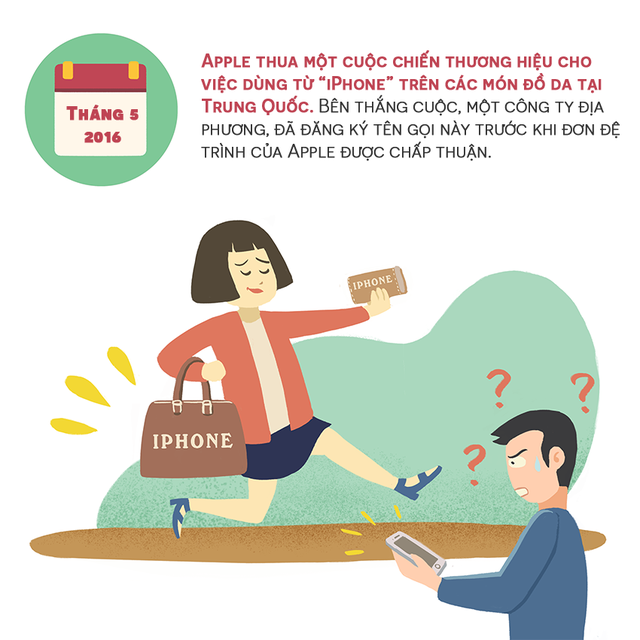 Tháng 5
2016
Apple thua một cuộc chiến thương hiệu cho
việc dùng từ “iPhone” trên các món đồ da tại
Trung Quốc. Bên thắng cuộc, một công ty địa
phương, đã đăng ký tên gọi này trước khi đơn đệ
trình của Apple được chấp thuận.
IPHONE
IPHONE
?
?
?